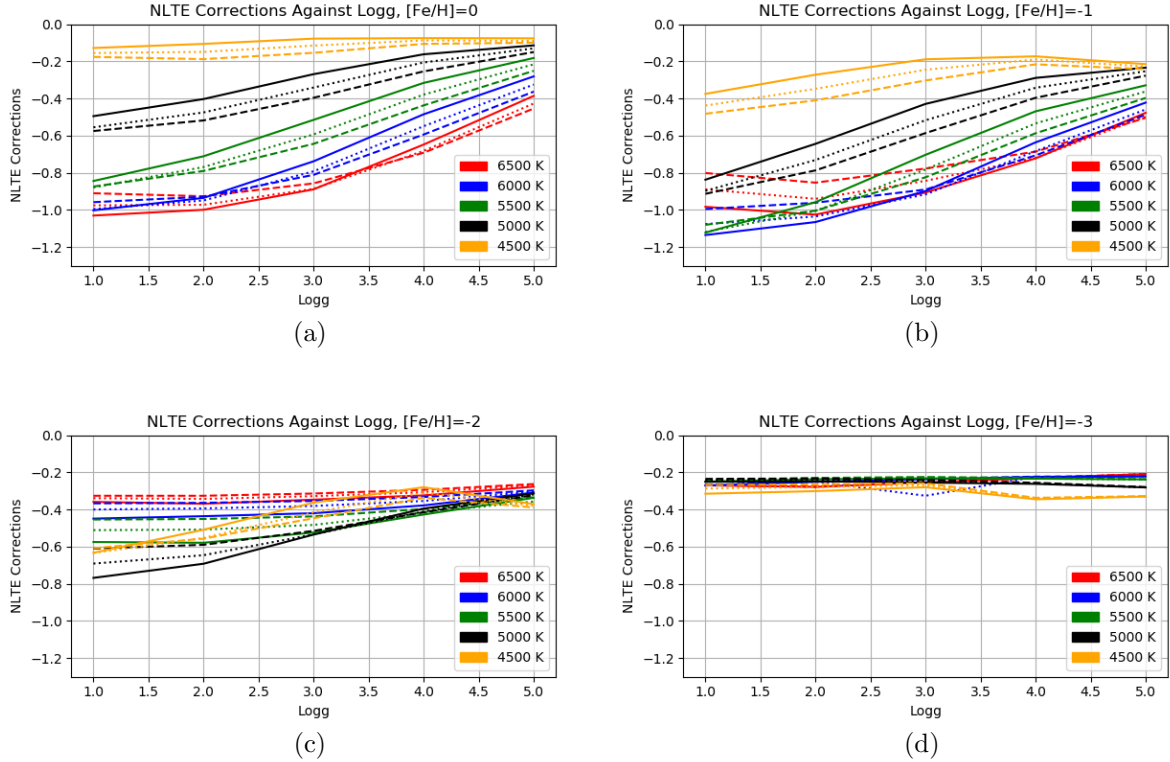 NLTE Corrections Against Logg, [Fe/H]=0
NLTE Corrections
0.0
−0.2
−0.4
−0.6
−0.8
−1.0
−1.2
6500 K
6000 K
5500 K
5000 K
4500 K
1.0 1.5 2.0 2.5 3.0 3.5 4.0 4.5 5.0
Logg
(a)
NLTE Corrections Against Logg, [Fe/H]=-1
NLTE Corrections
0.0
−0.2
−0.4
−0.6
−0.8
−1.0
−1.2
6500 K
6000 K
5500 K
5000 K
4500 K
1.0 1.5 2.0 2.5 3.0 3.5 4.0 4.5 5.0
Logg
(b)
NLTE Corrections Against Logg, [Fe/H]=-2
NLTE Corrections
0.0
−0.2
−0.4
−0.6
−0.8
−1.0
−1.2
6500 K
6000 K
5500 K
5000 K
4500 K
1.0 1.5 2.0 2.5 3.0 3.5 4.0 4.5 5.0
Logg
(c)
NLTE Corrections Against Logg, [Fe/H]=-3
NLTE Corrections
0.0
−0.2
−0.4
−0.6
−0.8
−1.0
−1.2
6500 K
6000 K
5500 K
5000 K
4500 K
1.0 1.5 2.0 2.5 3.0 3.5 4.0 4.5 5.0
Logg
(d)